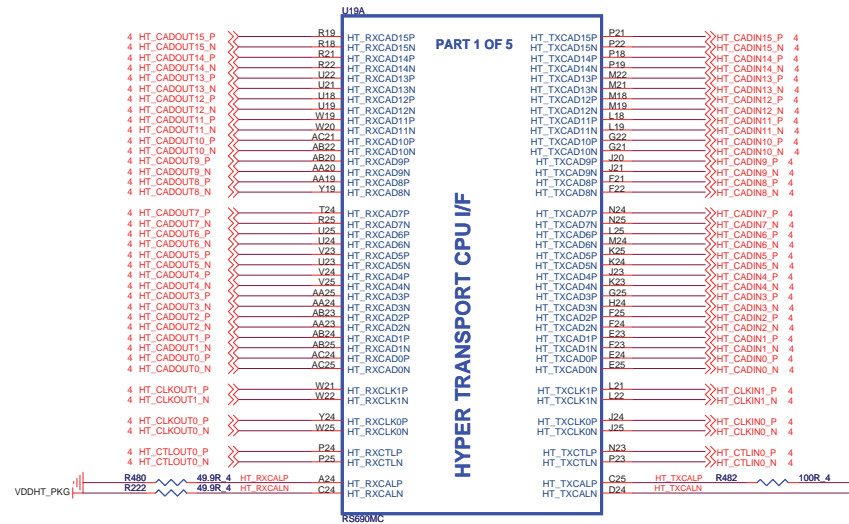 U19A
PART 1 OF 5
4 HT_CADOUT15_P R19 HT_RXCAD15P HT_TXCAD15P P21 HT_CADIN15_P 4
4 HT_CADOUT15_N R18 HT_RXCAD15N HT_TXCAD15N P22 HT_CADIN15_N 4
4 HT_CADOUT14_P R21 HT_RXCAD14P HT_TXCAD14P P18 HT_CADIN14_P 4
4 HT_CADOUT14_N R22 HT_RXCAD14N HT_TXCAD14N P19 HT_CADIN14_N 4
4 HT_CADOUT13_P U22 HT_RXCAD13P HT_TXCAD13P M22 HT_CADIN13_P 4
4 HT_CADOUT13_N U21 HT_RXCAD13N HT_TXCAD13N M21 HT_CADIN13_N 4
4 HT_CADOUT12_P U18 HT_RXCAD12P HT_TXCAD12P M18 HT_CADIN12_P 4
4 HT_CADOUT12_N U19 HT_RXCAD12N HT_TXCAD12N M19 HT_CADIN12_N 4
4 HT_CADOUT11_P W19 HT_RXCAD11P HT_TXCAD11P L18 HT_CADIN11_P 4
4 HT_CADOUT11_N W20 HT_RXCAD11N HT_TXCAD11N L19 HT_CADIN11_N 4
4 HT_CADOUT10_P AC21 HT_RXCAD10P HT_TXCAD10P G22 HT_CADIN10_P 4
4 HT_CADOUT10_N AB22 HT_RXCAD10N HT_TXCAD10N G21 HT_CADIN10_N 4
4 HT_CADOUT9_P AB20 HT_RXCAD9P HT_TXCAD9P J20 HT_CADIN9_P 4
4 HT_CADOUT9_N AA20 HT_RXCAD9N HT_TXCAD9N J21 HT_CADIN9_N 4
4 HT_CADOUT8_P AA19 HT_RXCAD8P HT_TXCAD8P F21 HT_CADIN8_P 4
4 HT_CADOUT8_N Y19 HT_RXCAD8N HT_TXCAD8N F22 HT_CADIN8_N 4
4 HT_CADOUT7_P T24 HT_RXCAD7P HT_TXCAD7P N24 HT_CADIN7_P 4
4 HT_CADOUT7_N R25 HT_RXCAD7N HT_TXCAD7N N25 HT_CADIN7_N 4
4 HT_CADOUT6_P U25 HT_RXCAD6P HT_TXCAD6P L25 HT_CADIN6_P 4
4 HT_CADOUT6_N U24 HT_RXCAD6N HT_TXCAD6N M24 HT_CADIN6_N 4
4 HT_CADOUT5_P V23 HT_RXCAD5P HT_TXCAD5P K25 HT_CADIN5_P 4
4 HT_CADOUT5_N U23 HT_RXCAD5N HT_TXCAD5N K24 HT_CADIN5_N 4
4 HT_CADOUT4_P V24 HT_RXCAD4P HT_TXCAD4P J23 HT_CADIN4_P 4
4 HT_CADOUT4_N V25 HT_RXCAD4N HT_TXCAD4N K23 HT_CADIN4_N 4
4 HT_CADOUT3_P AA25 HT_RXCAD3P HT_TXCAD3P G25 HT_CADIN3_P 4
4 HT_CADOUT3_N AA24 HT_RXCAD3N HT_TXCAD3N H24 HT_CADIN3_N 4
4 HT_CADOUT2_P AB23 HT_RXCAD2P HT_TXCAD2P F25 HT_CADIN2_P 4
4 HT_CADOUT2_N AA23 HT_RXCAD2N HT_TXCAD2N F24 HT_CADIN2_N 4
4 HT_CADOUT1_P AB24 HT_RXCAD1P HT_TXCAD1P E23 HT_CADIN1_P 4
4 HT_CADOUT1_N AB25 HT_RXCAD1N HT_TXCAD1N F23 HT_CADIN1_N 4
4 HT_CADOUT0_P AC24 HT_RXCAD0P HT_TXCAD0P E24 HT_CADIN0_P 4
4 HT_CADOUT0_N AC25 HT_RXCAD0N HT_TXCAD0N E25 HT_CADIN0_N 4
4 HT_CLKOUT1_P W21 HT_RXCLK1P HT_TXCLK1P L21 HT_CLKIN1_P 4
4 HT_CLKOUT1_N W22 HT_RXCLK1N HT_TXCLK1N L22 HT_CLKIN1_N 4
4 HT_CLKOUT0_P Y24 HT_RXCLK0P HT_TXCLK0P J24 HT_CLKIN0_P 4
4 HT_CLKOUT0_N W25 HT_RXCLK0N HT_TXCLK0N J25 HT_CLKIN0_N 4
4 HT_CTLOUT0_P P24 HT_RXCTLP HT_TXCTLP N23 HT_CTLIN0_P 4
4 HT_CTLOUT0_N P25 HT_RXCTLN HT_TXCTLN P23 HT_CTLIN0_N 4
R480 49.9R_4 HT_RXCALP A24 HT_RXCALP HT_TXCALP C25 HT_TXCALP R482 100R_4
VDDHT_PKG R222 49.9R_4 HT_RXCALN C24 HT_RXCALN HT_TXCALN D24 HT_TXCALN
HYPER TRANSPORT CPU I/F
RS690MC